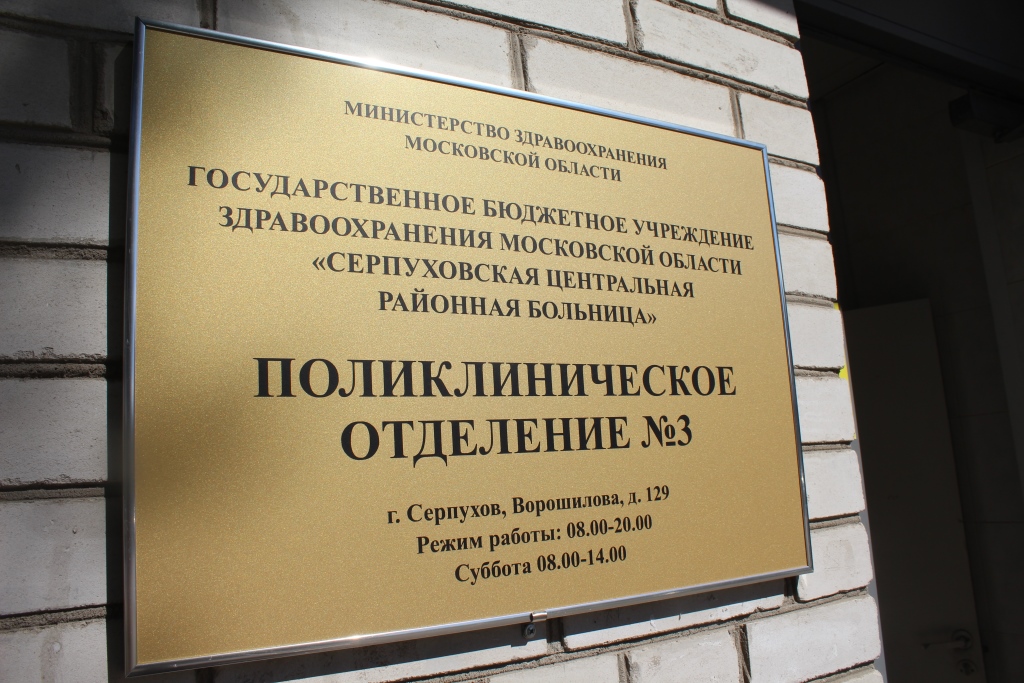 МИНИСТЕРСТВО ЗДРАВООХРАНЕНИЯ
МОСКОВСКОЙ ОБЛАСТИ
ГОСУДАРСТВЕННОЕ БЮДЖЕТНОЕ УЧРЕЖДЕНИЕ
ЗДРАВООХРАНЕНИЯ МОСКОВСКОЙ ОБЛАСТИ
«СЕРПУХОВСКАЯ ЦЕНТРАЛЬНАЯ
РАЙОННАЯ БОЛЬНИЦА»
ПОЛИКЛИНИЧЕСКОЕ
ОТДЕЛЕНИЕ №3
г. Серпухов, Ворошилова, д. 129
Режим работы: 08.00-20.00
Суббота 08.00-14.00